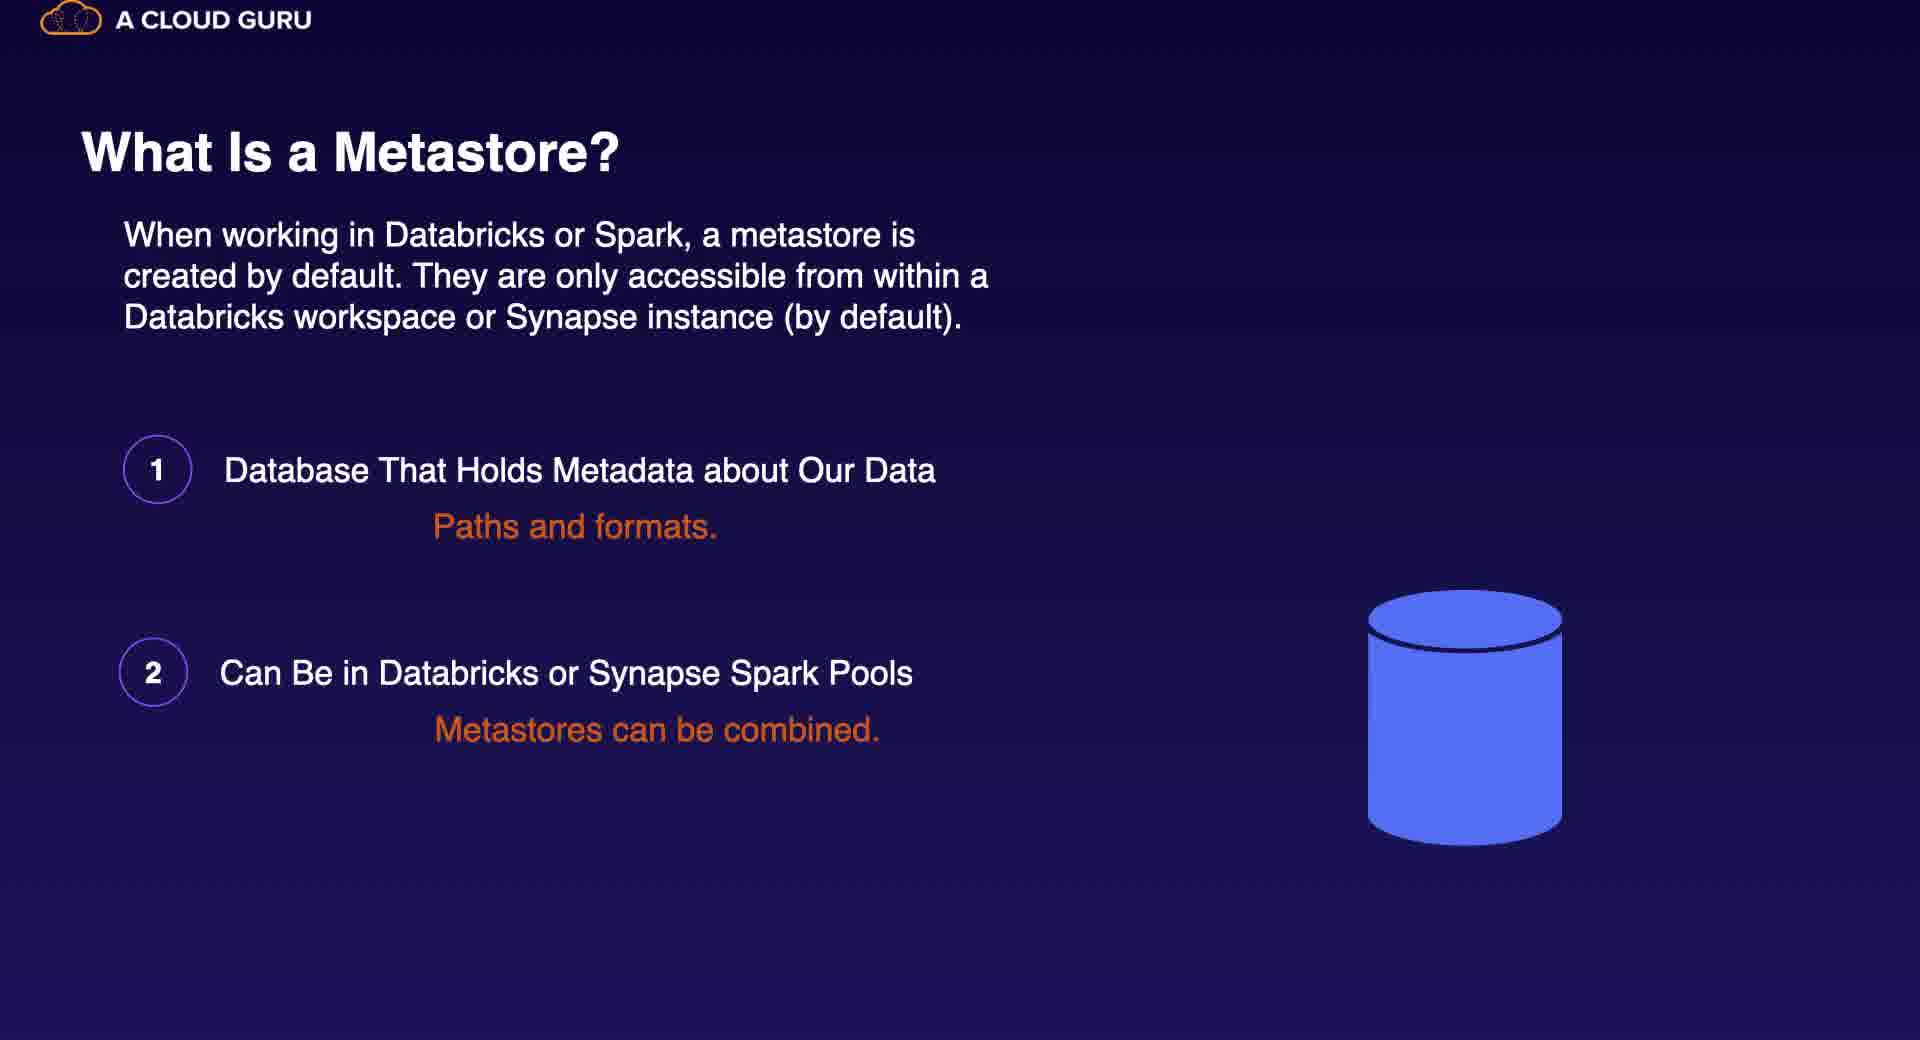 A CLOUD GURU
What Is a Metastore?
When working in Databricks or Spark, a metastore is
created by default. They are only accessible from within a
Databricks workspace or Synapse instance (by default).
1 Database That Holds Metadata about Our Data
Paths and formats.
2 Can Be in Databricks or Synapse Spark Pools
Metastores can be combined.